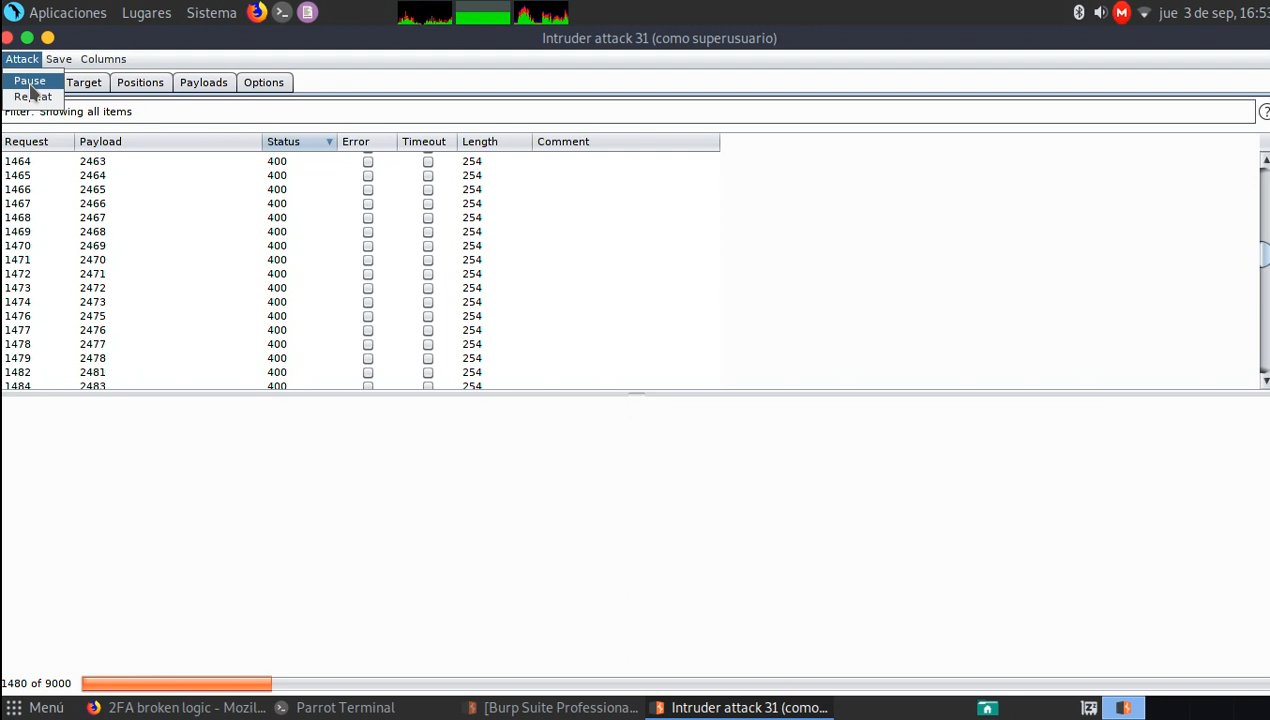 Aplicaciones Lugares Sistema M jue 3 de sep, 16:53
Intruder attack 31 (como superusuario)
Attack Save Columns
Pause Target Positions Payloads Options
Repeat
Filter: Showing all items ?
Request Payload Status Error Timeout Length Comment
1464 2463 400 254
1465 2464 400 254
1466 2465 400 254
1467 2466 400 254
1468 2467 400 254
1469 2468 400 254
1470 2469 400 254
1471 2470 400 254
1472 2471 400 254
1473 2472 400 254
1474 2473 400 254
1476 2475 400 254
1477 2476 400 254
1478 2477 400 254
1479 2478 400 254
1482 2481 400 254
1484 2483 400 254
1480 of 9000
Menú 2FA broken logic - Mozil... Parrot Terminal [Burp Suite Professiona... Intruder attack 31 (como...